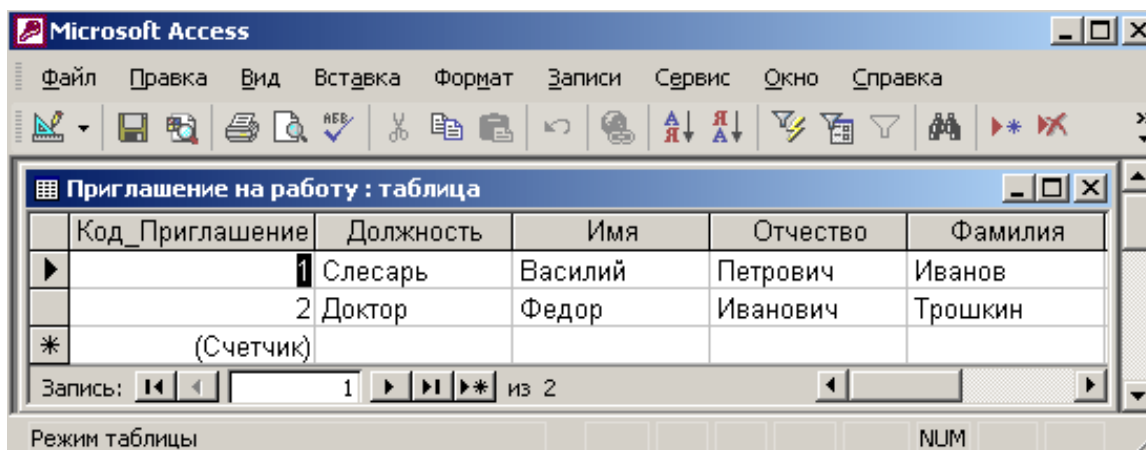 Microsoft Access
Файл Правка Вид Вставка Формат Записи Сервис Окно Справка
Приглашение на работу : таблица
Код_Приглашение Должность Имя Отчество Фамилия
1 Слесарь Василий Петрович Иванов
2 Доктор Федор Иванович Трошкин
(Счетчик)
Запись: 1 из 2
Режим таблицы NUM